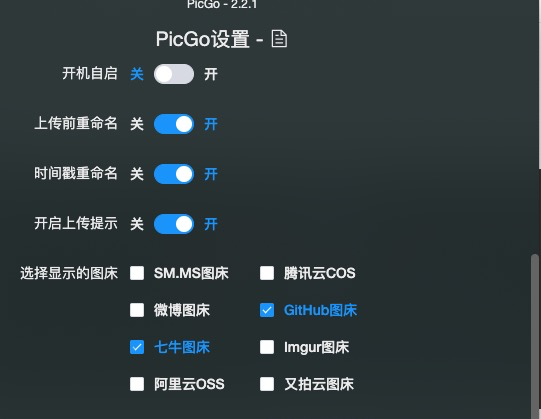 PicGo - 2.2.1
PicGo设置 -
开机自启 关 开
上传前重命名 关 开
时间戳重命名 关 开
开启上传提示 关 开
选择显示的图床 SM.MS图床 腾讯云COS
微博图床 GitHub图床
七牛图床 Imgur图床
阿里云OSS 又拍云图床